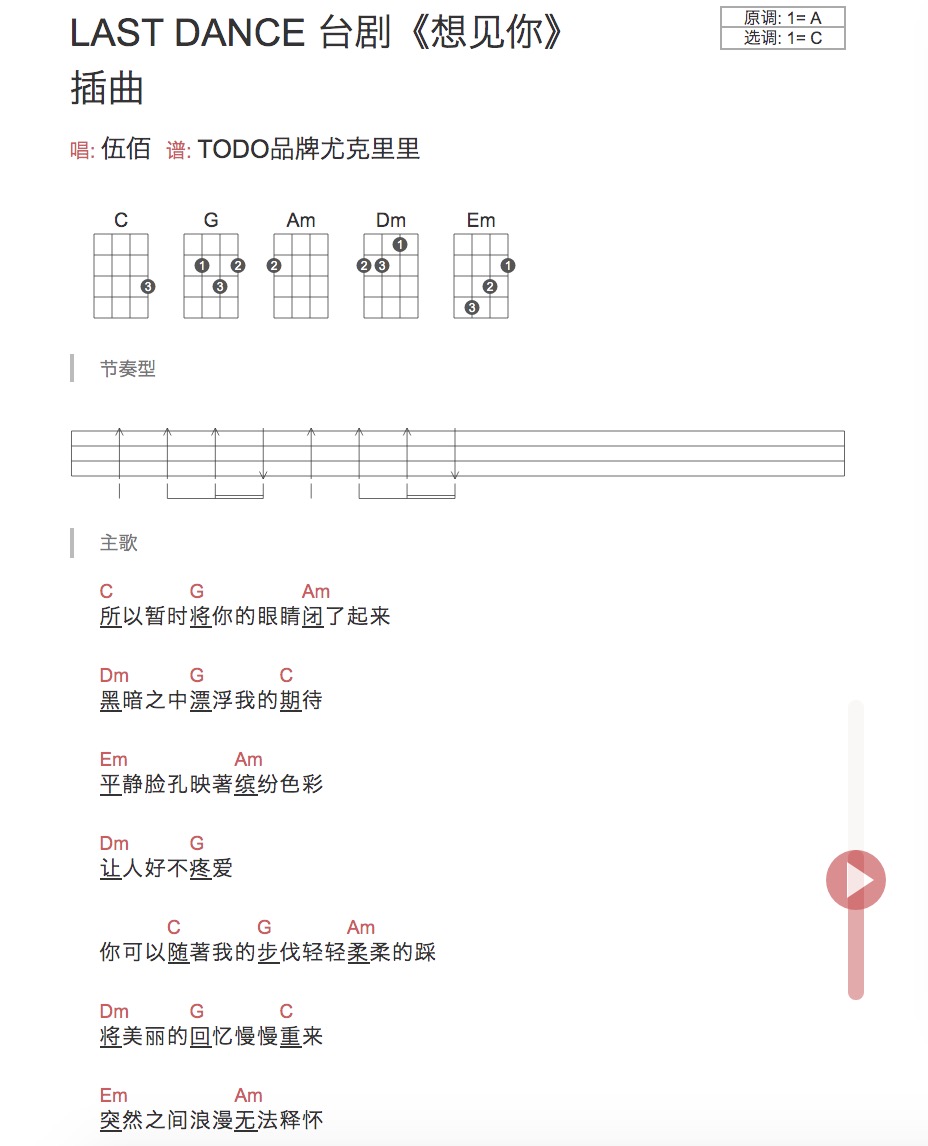 LAST DANCE 台剧《想见你》
插曲
原调: 1= A
选调: 1= C
唱: 伍佰 谱: TODO品牌尤克里里
C G Am Dm Em
3 1 2 3 2 1 2 3 1 2 3
节奏型
主歌
C G Am
所以暂时将你的眼睛闭了起来
Dm G C
黑暗之中漂浮我的期待
Em Am
平静脸孔映著缤纷色彩
Dm G
让人好不疼爱
C G Am
你可以随著我的步伐轻轻柔柔的踩
Dm G C
将美丽的回忆慢慢重来
Em Am
突然之间浪漫无法释怀